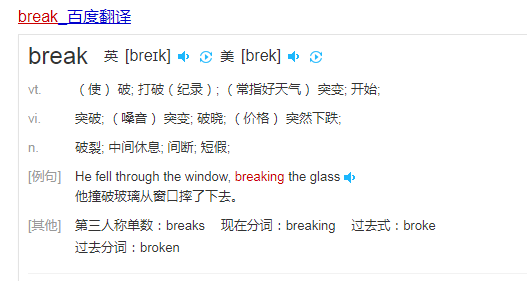 break_百度翻译
break 英 [breɪk] 美 [brek]
vt. （使）破; 打破（纪录）; （常指好天气）突变; 开始;
vi. 突破; （嗓音）突变; 破晓; （价格）突然下跌;
n. 破裂; 中间休息; 间断; 短假;
[例句] He fell through the window, breaking the glass
他撞破玻璃从窗口摔了下去。
[其他] 第三人称单数：breaks 现在分词：breaking 过去式：broke
过去分词：broken